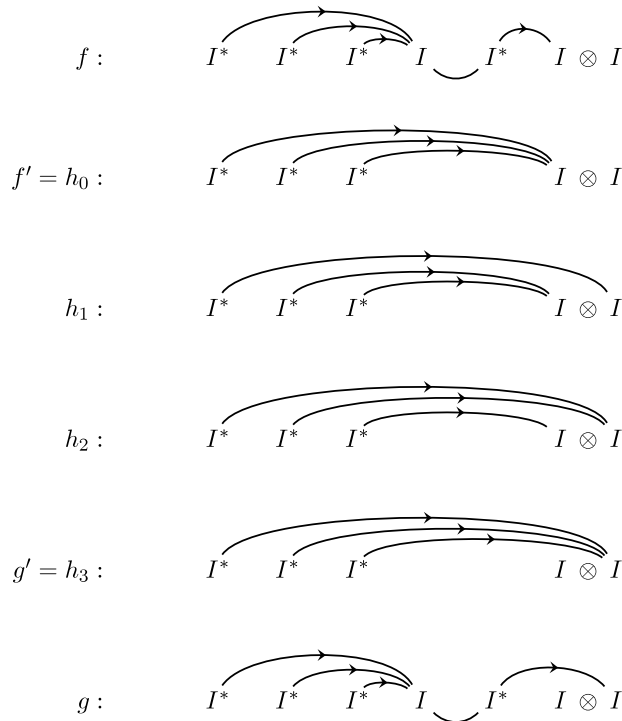 f : I* I* I* I I* I ⊗ I
f′ = h₀ : I* I* I* I ⊗ I
h₁ : I* I* I* I ⊗ I
h₂ : I* I* I* I ⊗ I
g′ = h₃ : I* I* I* I ⊗ I
g : I* I* I* I I* I ⊗ I